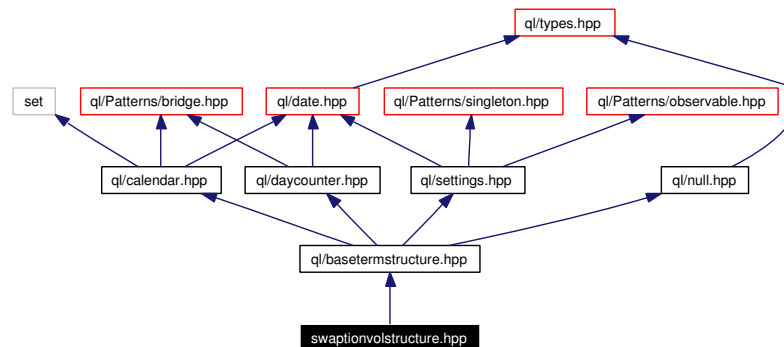 ql/types.hpp
set
ql/Patterns/bridge.hpp
ql/date.hpp
ql/Patterns/singleton.hpp
ql/Patterns/observable.hpp
ql/calendar.hpp
ql/daycounter.hpp
ql/settings.hpp
ql/null.hpp
ql/basetermstructure.hpp
swaptionvolstructure.hpp